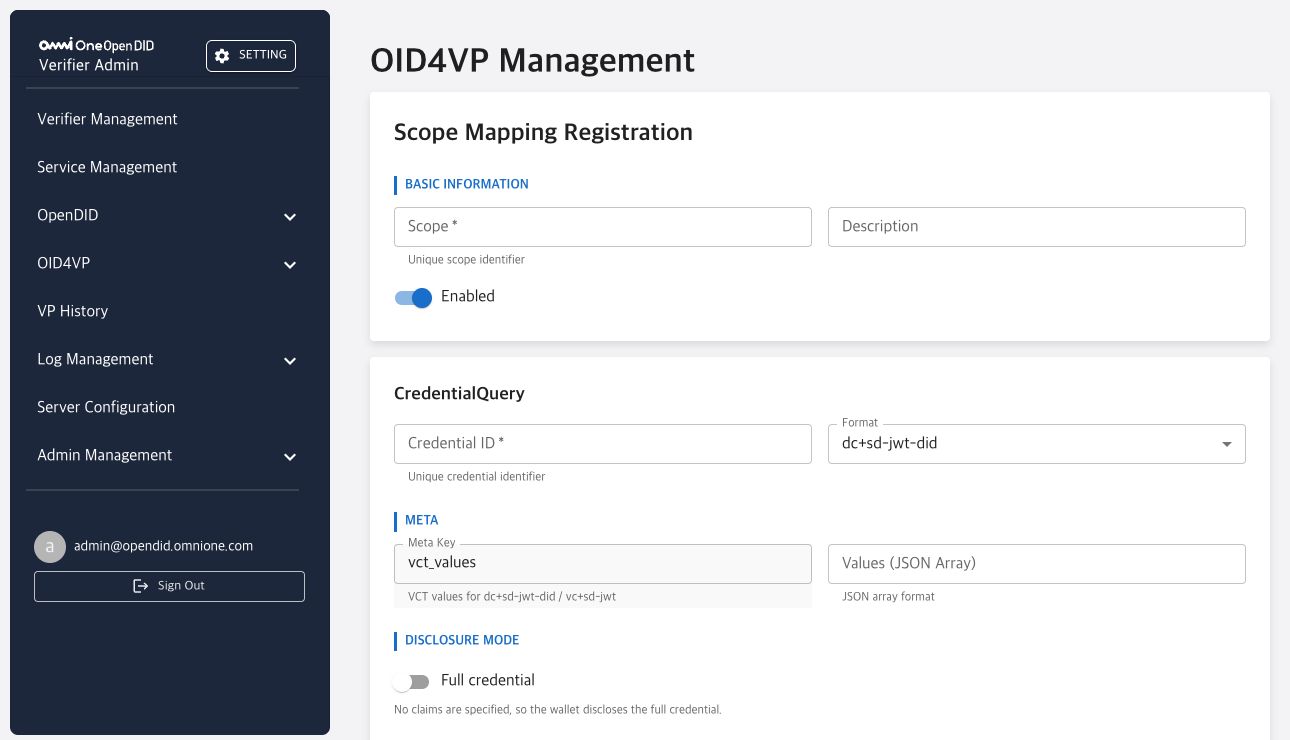 Omni One Open DID
Verifier Admin
SETTING
Verifier Management
Service Management
OpenDID
OID4VP
VP History
Log Management
Server Configuration
Admin Management
a
admin@opendid.omnione.com
Sign Out
OID4VP Management
Scope Mapping Registration
BASIC INFORMATION
Scope *
Description
Unique scope identifier
Enabled
CredentialQuery
Credential ID *
Format
dc+sd-jwt-did
Unique credential identifier
META
Meta Key
vct_values
Values (JSON Array)
VCT values for dc+sd-jwt-did / vc+sd-jwt
JSON array format
DISCLOSURE MODE
Full credential
No claims are specified, so the wallet discloses the full credential.